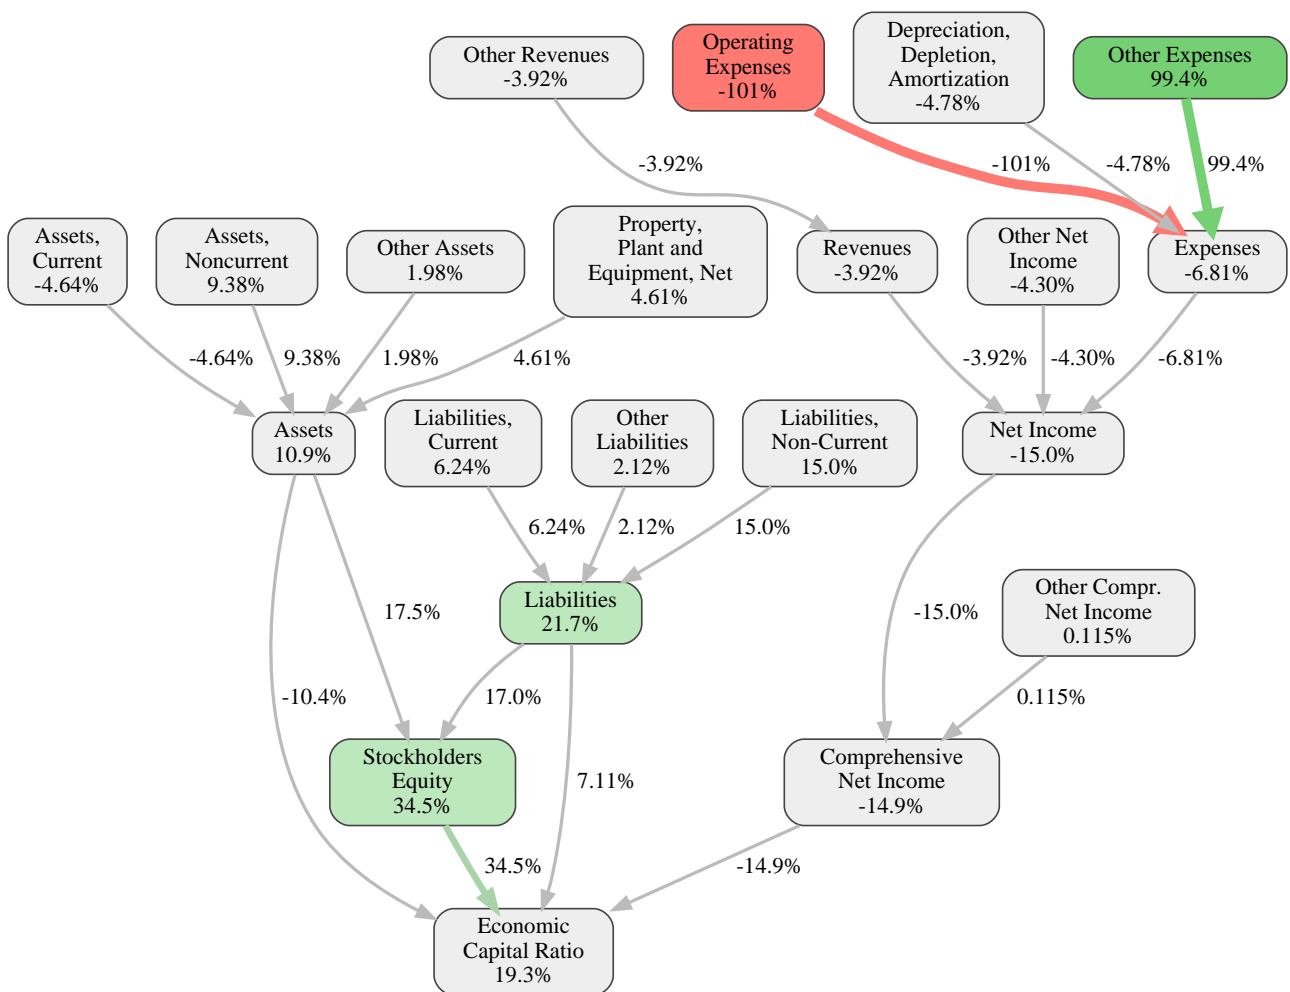 Other Revenues
-3.92%
Operating
Expenses
-101%
Depreciation,
Depletion,
Amortization
-4.78%
Other Expenses
99.4%
-3.92%
-101%
-4.78%
99.4%
Assets,
Current
-4.64%
Assets,
Noncurrent
9.38%
Other Assets
1.98%
Property,
Plant and
Equipment, Net
4.61%
Revenues
-3.92%
Other Net
Income
-4.30%
Expenses
-6.81%
-4.64%
9.38%
1.98%
4.61%
-3.92%
-4.30%
-6.81%
Assets
10.9%
Liabilities,
Current
6.24%
Other
Liabilities
2.12%
Liabilities,
Non-Current
15.0%
Net Income
-15.0%
6.24%
2.12%
15.0%
17.5%
Liabilities
21.7%
-15.0%
Other Compr.
Net Income
0.115%
-10.4%
17.0%
0.115%
Stockholders
Equity
34.5%
7.11%
Comprehensive
Net Income
-14.9%
34.5%
-14.9%
Economic
Capital Ratio
19.3%